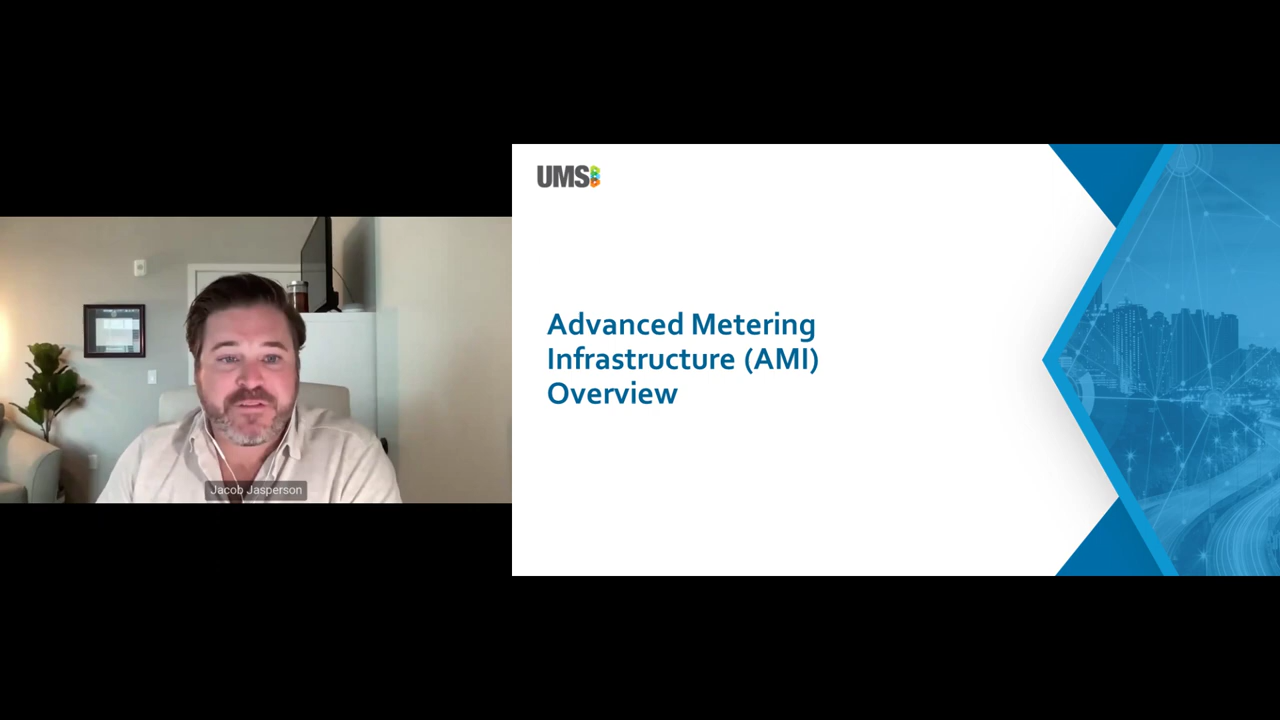 UMS
Advanced Metering
Infrastructure (AMI)
Overview
Jacob Jasperson